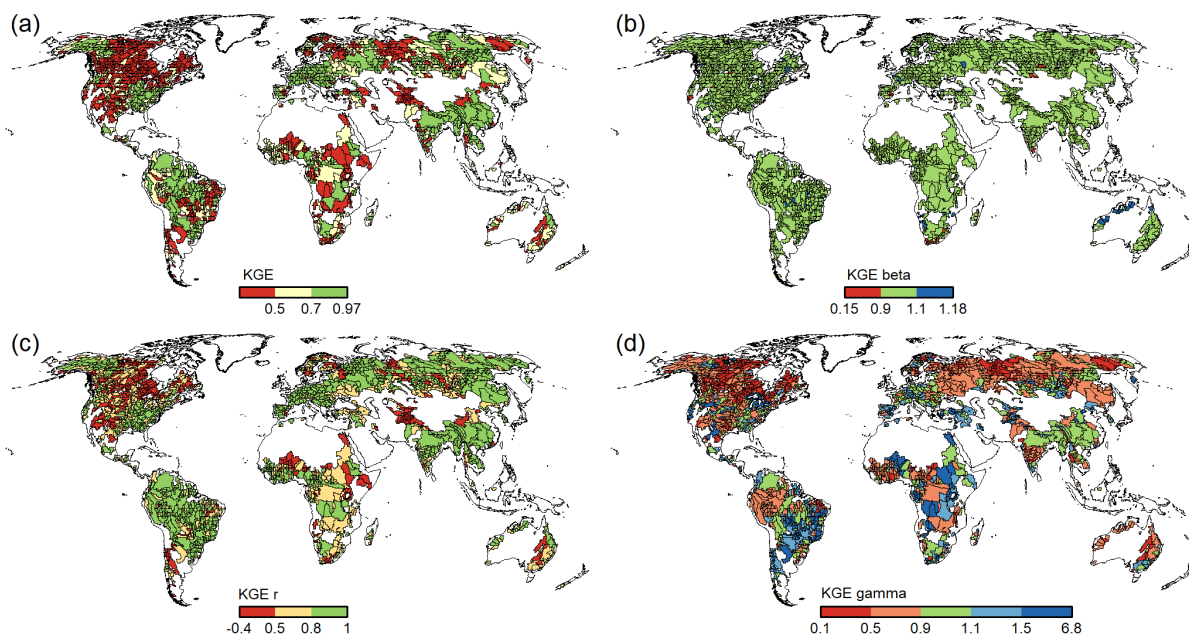 (a)
KGE
0.5 0.7 0.97
(b)
KGE beta
0.15 0.9 1.1 1.18
(c)
KGE r
-0.4 0.5 0.8 1
(d)
KGE gamma
0.1 0.5 0.9 1.1 1.5 6.8